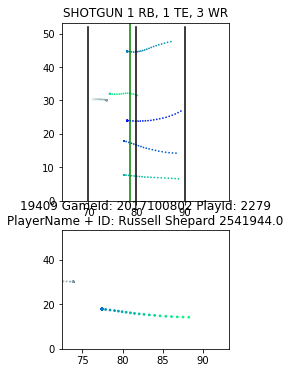 SHOTGUN 1 RB, 1 TE, 3 WR
50
40
30
20
10
0
70 80 90
19409 GameId: 2017100802 PlayId: 2279
PlayerName + ID: Russell Shepard 2541944.0
40
20
0
75 80 85 90